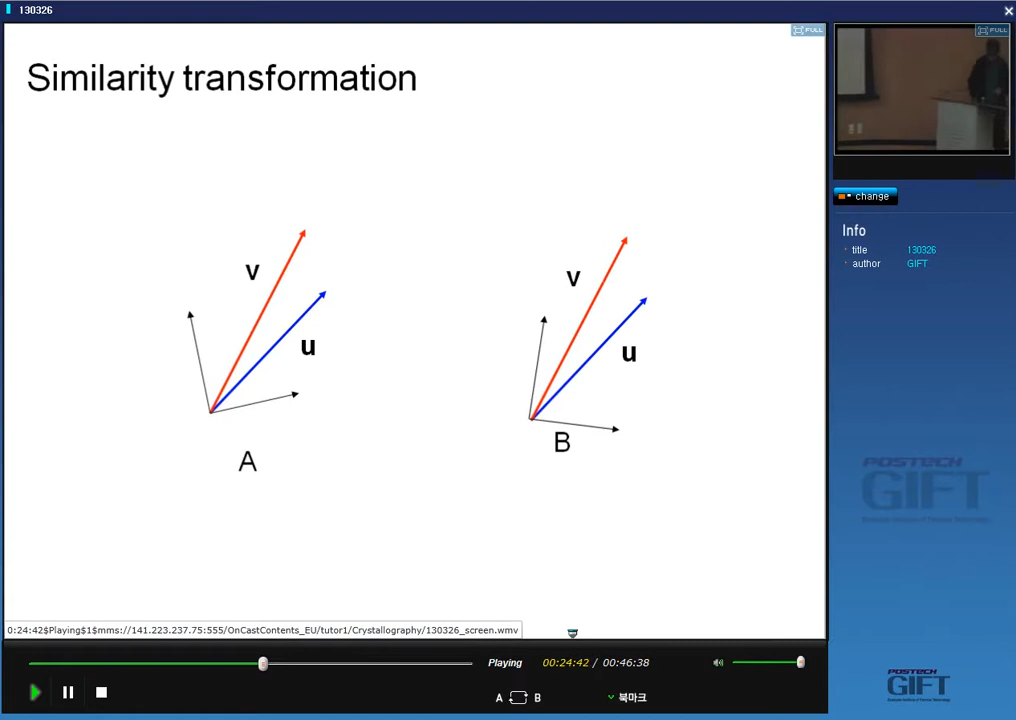 130326
FULL
FULL
Similarity transformation
change
Info
title 130326
author GIFT
v
v
u
u
A
B
POSTECH
GIFT
0:24:42$Playing$1$mms://141.223.237.75:555/OnCastContents_EU/tutor1/Crystallography/130326_screen.wmv
Playing 00:24:42 / 00:46:38
A B 북마크
POSTECH
GIFT